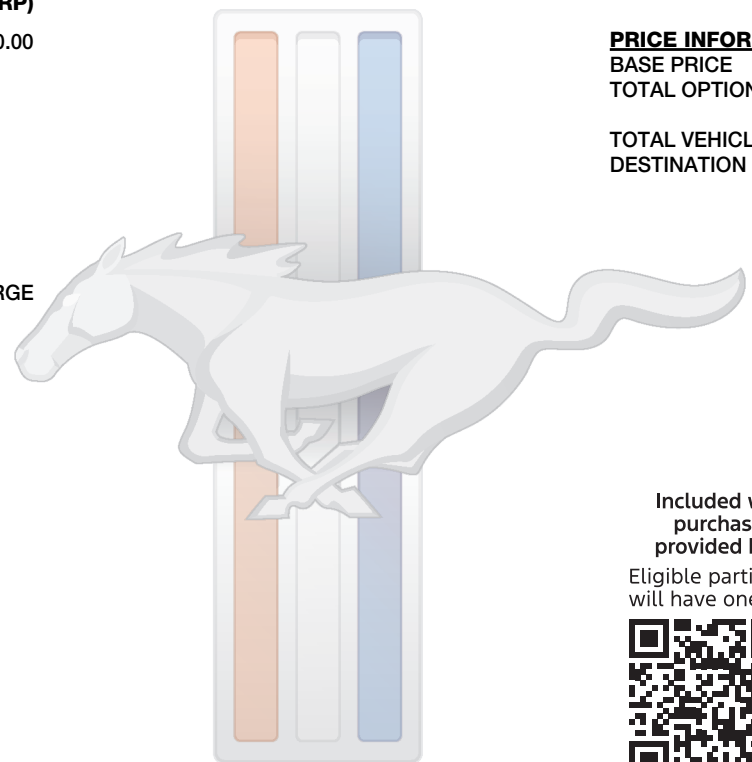 RP)
0.00
RGE
PRICE INFOR
BASE PRICE
TOTAL OPTION
TOTAL VEHICL
DESTINATION
Included
purchas
provided
Eligible parti
will have one